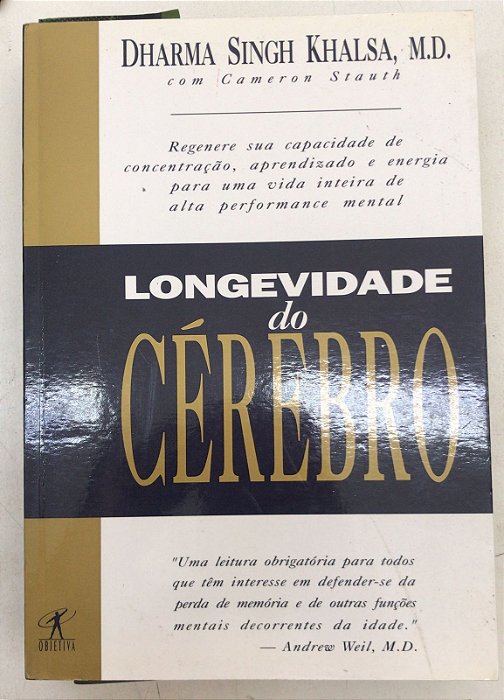 DHARMA SINGH KHALSA, M.D.
com Cameron Stauth
Regenere sua capacidade de
concentração, aprendizado e energia
para uma vida inteira de
alta performance mental
LONGEVIDADE
do
CÉREBRO
"Uma leitura obrigatória para todos
que têm interesse em defender-se da
perda de memória e de outras funções
mentais decorrentes da idade."
— Andrew Weil, M.D.
OBJETIVA